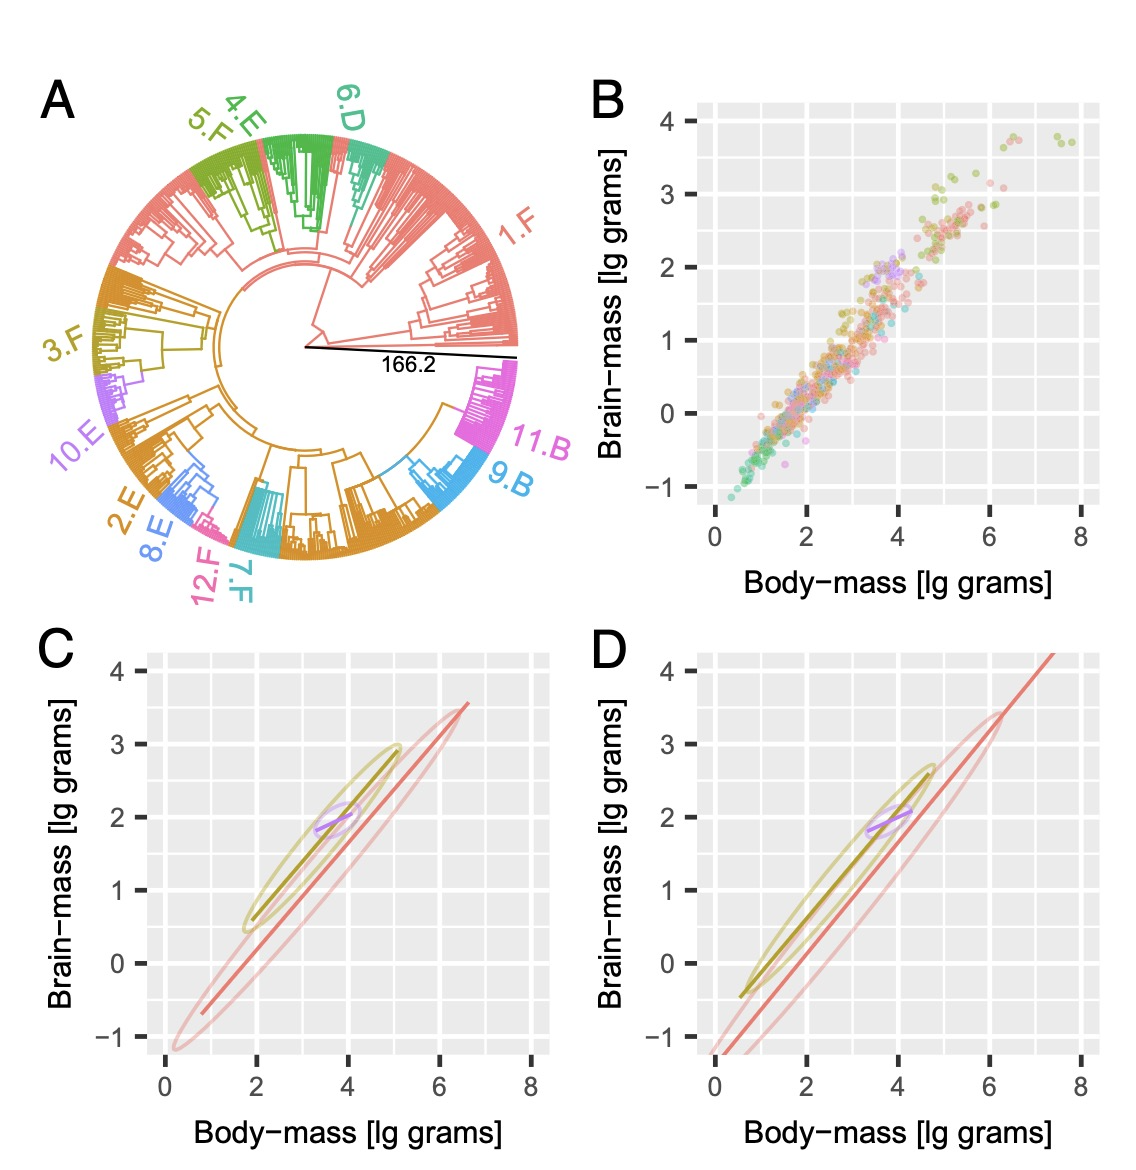 A
4.E
5.F
6.D
1.F
3.F
166.2
10.E
11.B
9.B
2.E
8.E
12.F
7.F
B
4
3
2
1
0
−1
0 2 4 6 8
Brain−mass [lg grams]
Body−mass [lg grams]
C
4
3
2
1
0
−1
0 2 4 6 8
Brain−mass [lg grams]
Body−mass [lg grams]
D
4
3
2
1
0
−1
0 2 4 6 8
Brain−mass [lg grams]
Body−mass [lg grams]